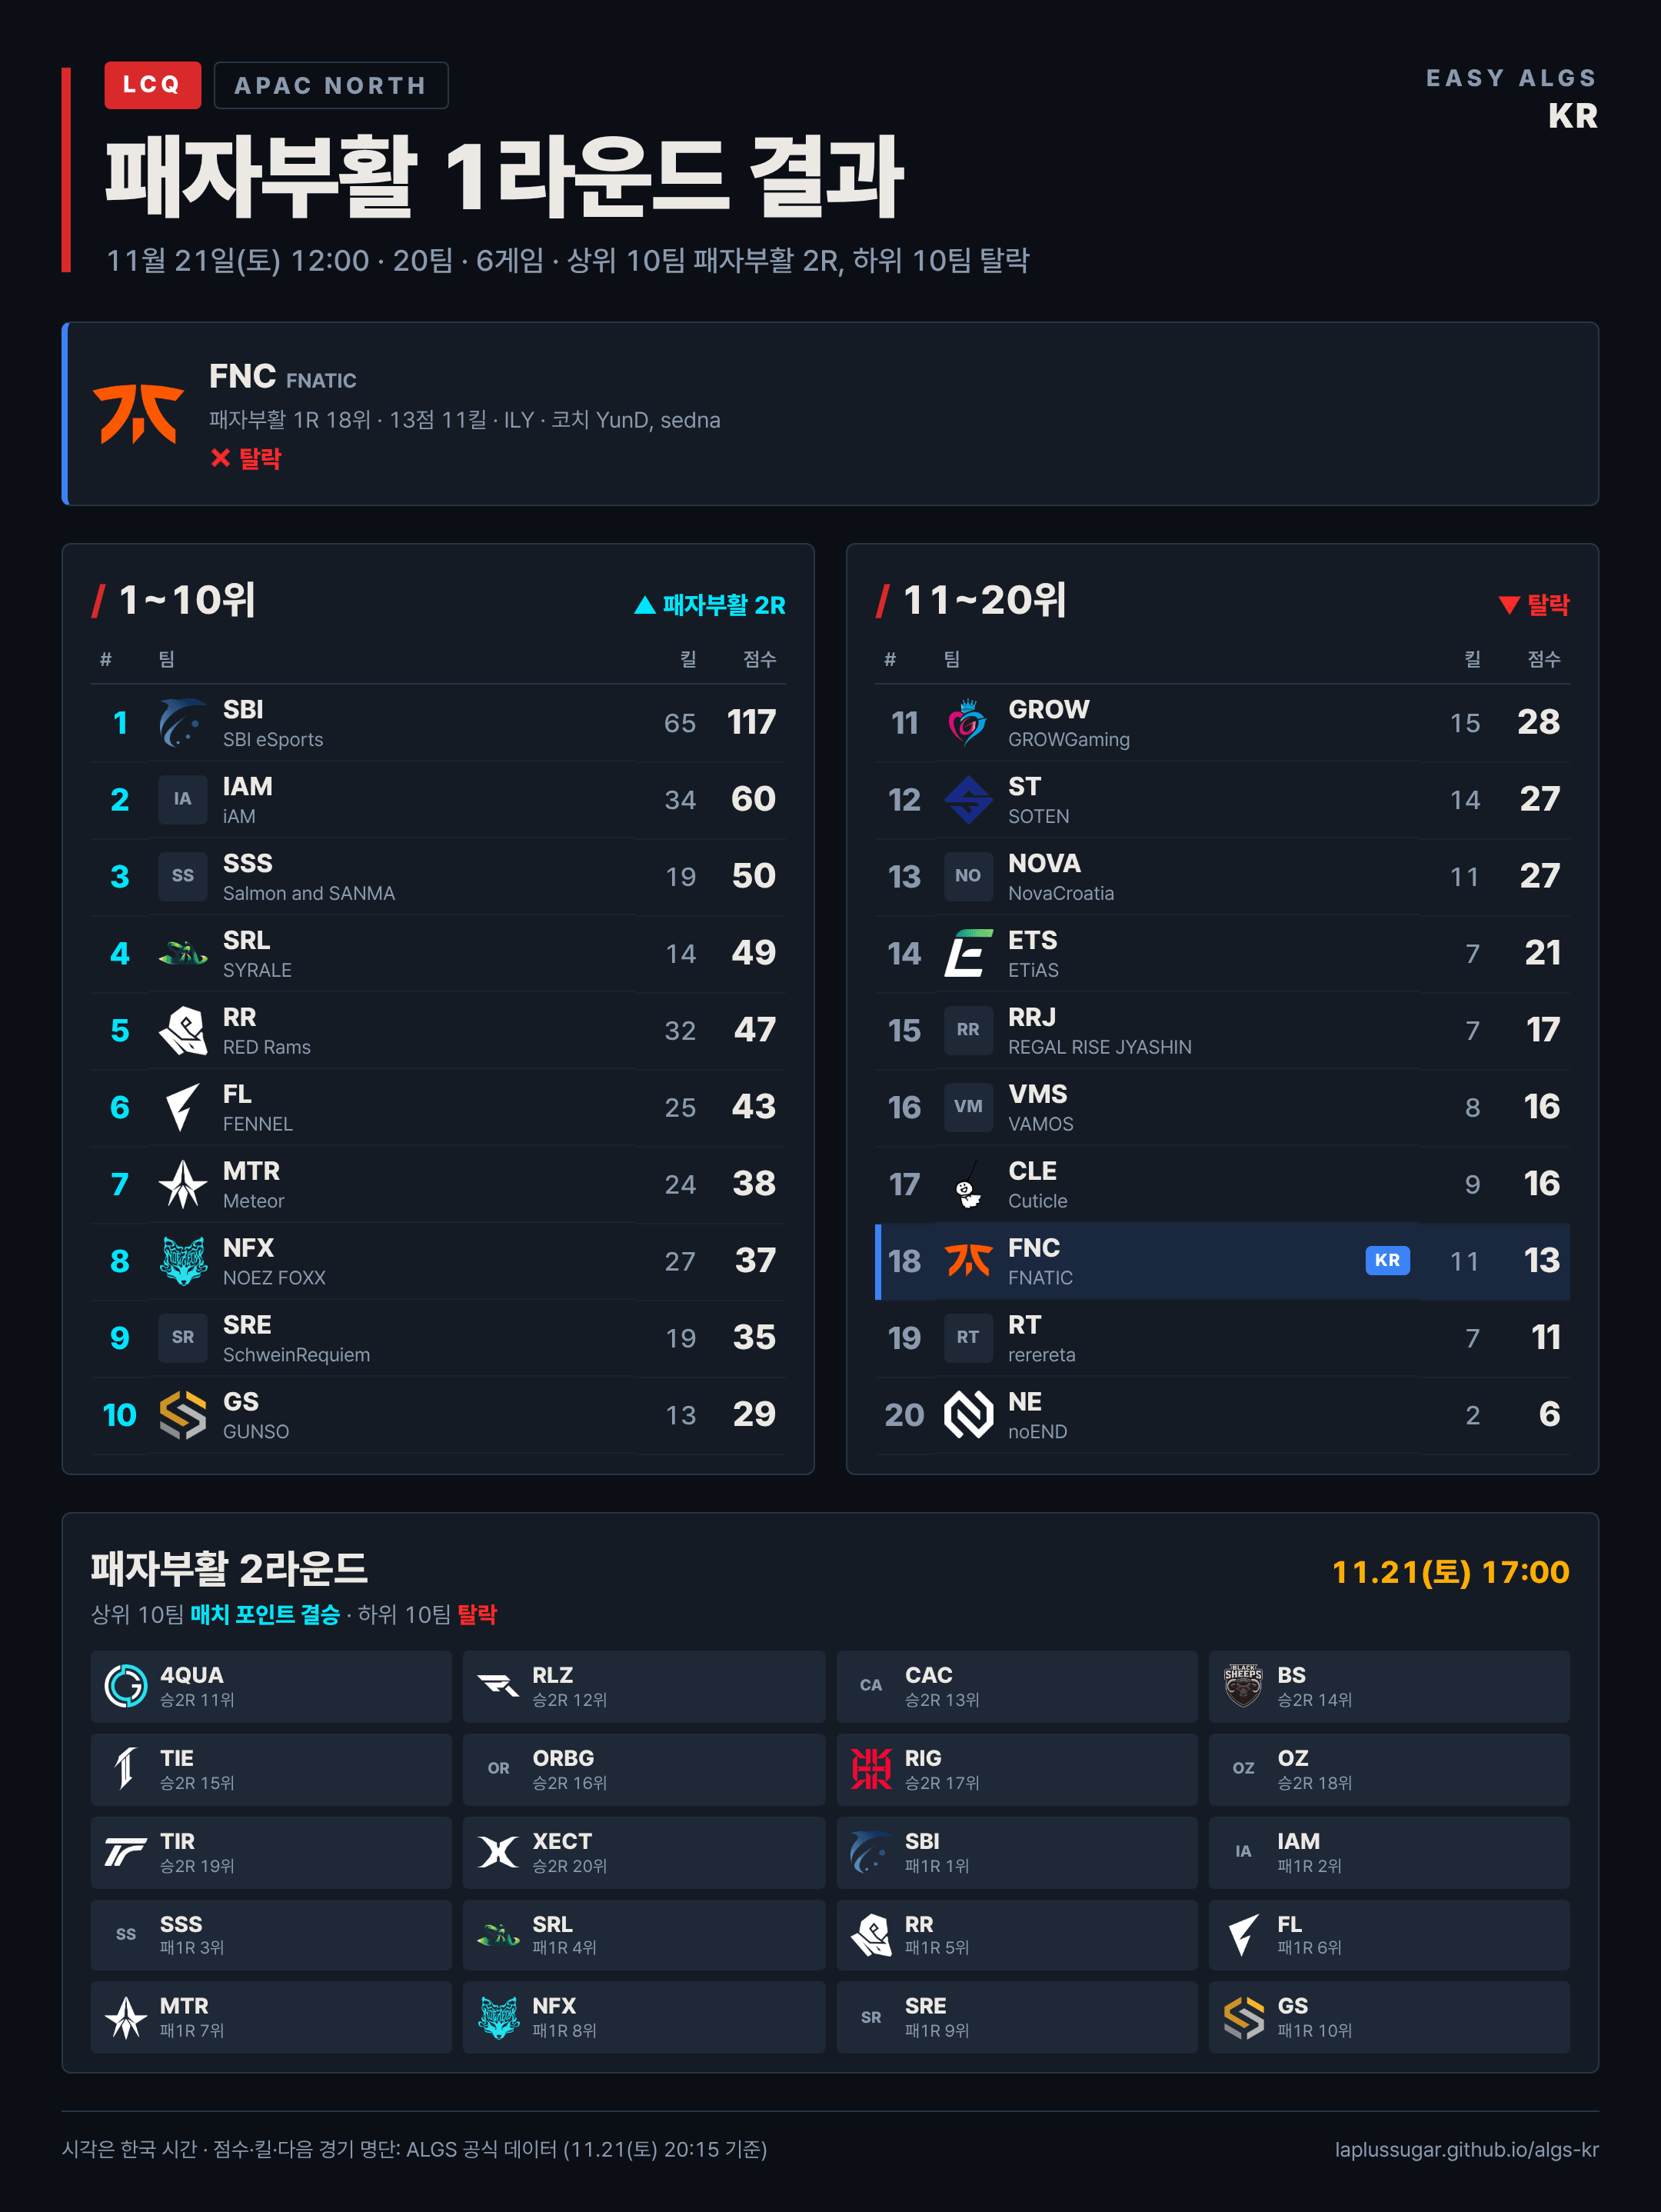 LCQ APAC NORTH
EASY ALGS
KR
패자부활 1라운드 결과
11월 21일(토) 12:00 · 20팀 · 6게임 · 상위 10팀 패자부활 2R, 하위 10팀 탈락
FNC FNATIC
패자부활 1R 18위 · 13점 11킬 · ILY · 코치 YunD, sedna
✕ 탈락
/ 1~10위 ▲ 패자부활 2R
# 팀 킬 점수
1 SBI 65 117
SBI eSports
2 IA IAM 34 60
iAM
3 SS SSS 19 50
Salmon and SANMA
4 SRL 14 49
SYRALE
5 RR 32 47
RED Rams
6 FL 25 43
FENNEL
7 MTR 24 38
Meteor
8 NFX 27 37
NOEZ FOXX
9 SR SRE 19 35
SchweinRequiem
10 GS 13 29
GUNSO
/ 11~20위 ▼ 탈락
# 팀 킬 점수
11 GROW 15 28
GROWGaming
12 ST 14 27
SOTEN
13 NO NOVA 11 27
NovaCroatia
14 ETS 7 21
ETiAS
15 RR RRJ 7 17
REGAL RISE JYASHIN
16 VM VMS 8 16
VAMOS
17 CLE 9 16
Cuticle
18 FNC KR 11 13
FNATIC
19 RT RT 7 11
rerereta
20 NE 2 6
noEND
패자부활 2라운드 11.21(토) 17:00
상위 10팀 매치 포인트 결승 · 하위 10팀 탈락
4QUA
승2R 11위
RLZ
승2R 12위
CA CAC
승2R 13위
BLACK SHEEPS BS
승2R 14위
TIE
승2R 15위
OR ORBG
승2R 16위
RIG
승2R 17위
OZ OZ
승2R 18위
TIR
승2R 19위
XECT
승2R 20위
SBI
패1R 1위
IA IAM
패1R 2위
SS SSS
패1R 3위
SRL
패1R 4위
RR
패1R 5위
FL
패1R 6위
MTR
패1R 7위
NFX
패1R 8위
SR SRE
패1R 9위
GS
패1R 10위
시각은 한국 시간 · 점수·킬·다음 경기 명단: ALGS 공식 데이터 (11.21(토) 20:15 기준)
laplussugar.github.io/algs-kr